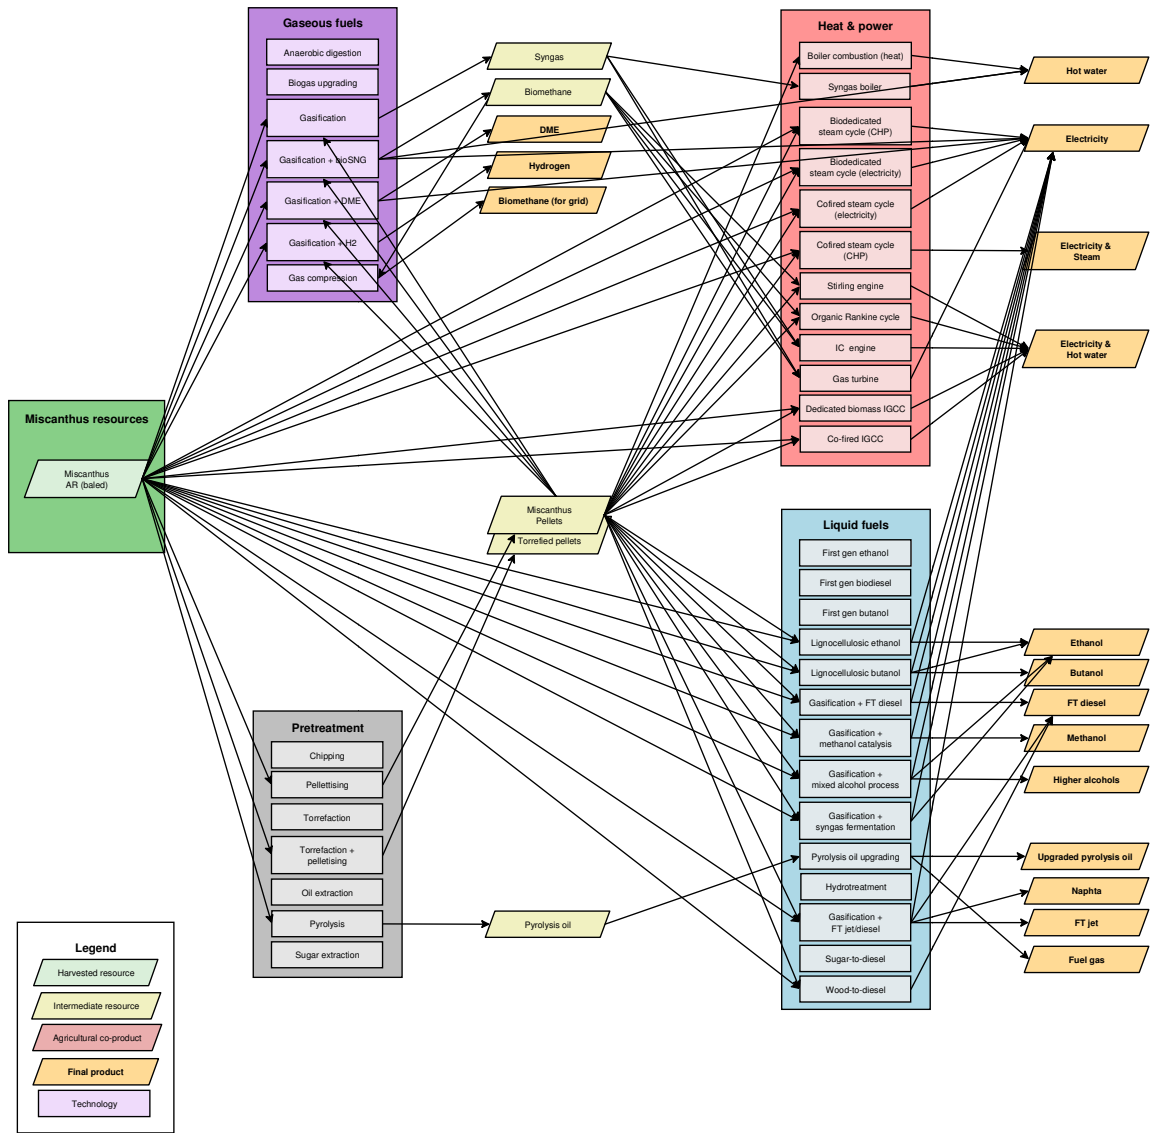 Gaseous fuels
Anaerobic digestion
Biogas upgrading
Gasification
Gasification + bioSNG
Gasification + DME
Gasification + H2
Gas compression
Syngas
Biomethane
DME
Hydrogen
Biomethane (for grid)
Heat & power
Boiler combustion (heat)
Syngas boiler
Biodedicated
steam cycle (CHP)
Biodedicated
steam cycle (electricity)
Cofired steam cycle
(electricity)
Cofired steam cycle
(CHP)
Stirling engine
Organic Rankine cycle
IC engine
Gas turbine
Dedicated biomass IGCC
Co-fired IGCC
Hot water
Electricity
Electricity &
Steam
Electricity &
Hot water
Miscanthus resources
Miscanthus
AR (baled)
Miscanthus
Pellets
Torrefied pellets
Liquid fuels
First gen ethanol
First gen biodiesel
First gen butanol
Lignocellulosic ethanol
Lignocellulosic butanol
Gasification + FT diesel
Gasification +
methanol catalysis
Gasification +
mixed alcohol process
Gasification +
syngas fermentation
Pyrolysis oil upgrading
Hydrotreatment
Gasification +
FT jet/diesel
Sugar-to-diesel
Wood-to-diesel
Ethanol
Butanol
FT diesel
Methanol
Higher alcohols
Upgraded pyrolysis oil
Naphta
FT jet
Fuel gas
Pretreatment
Chipping
Pellettising
Torrefaction
Torrefaction +
pelletising
Oil extraction
Pyrolysis
Sugar extraction
Pyrolysis oil
Legend
Harvested resource
Intermediate resource
Agricultural co-product
Final product
Technology